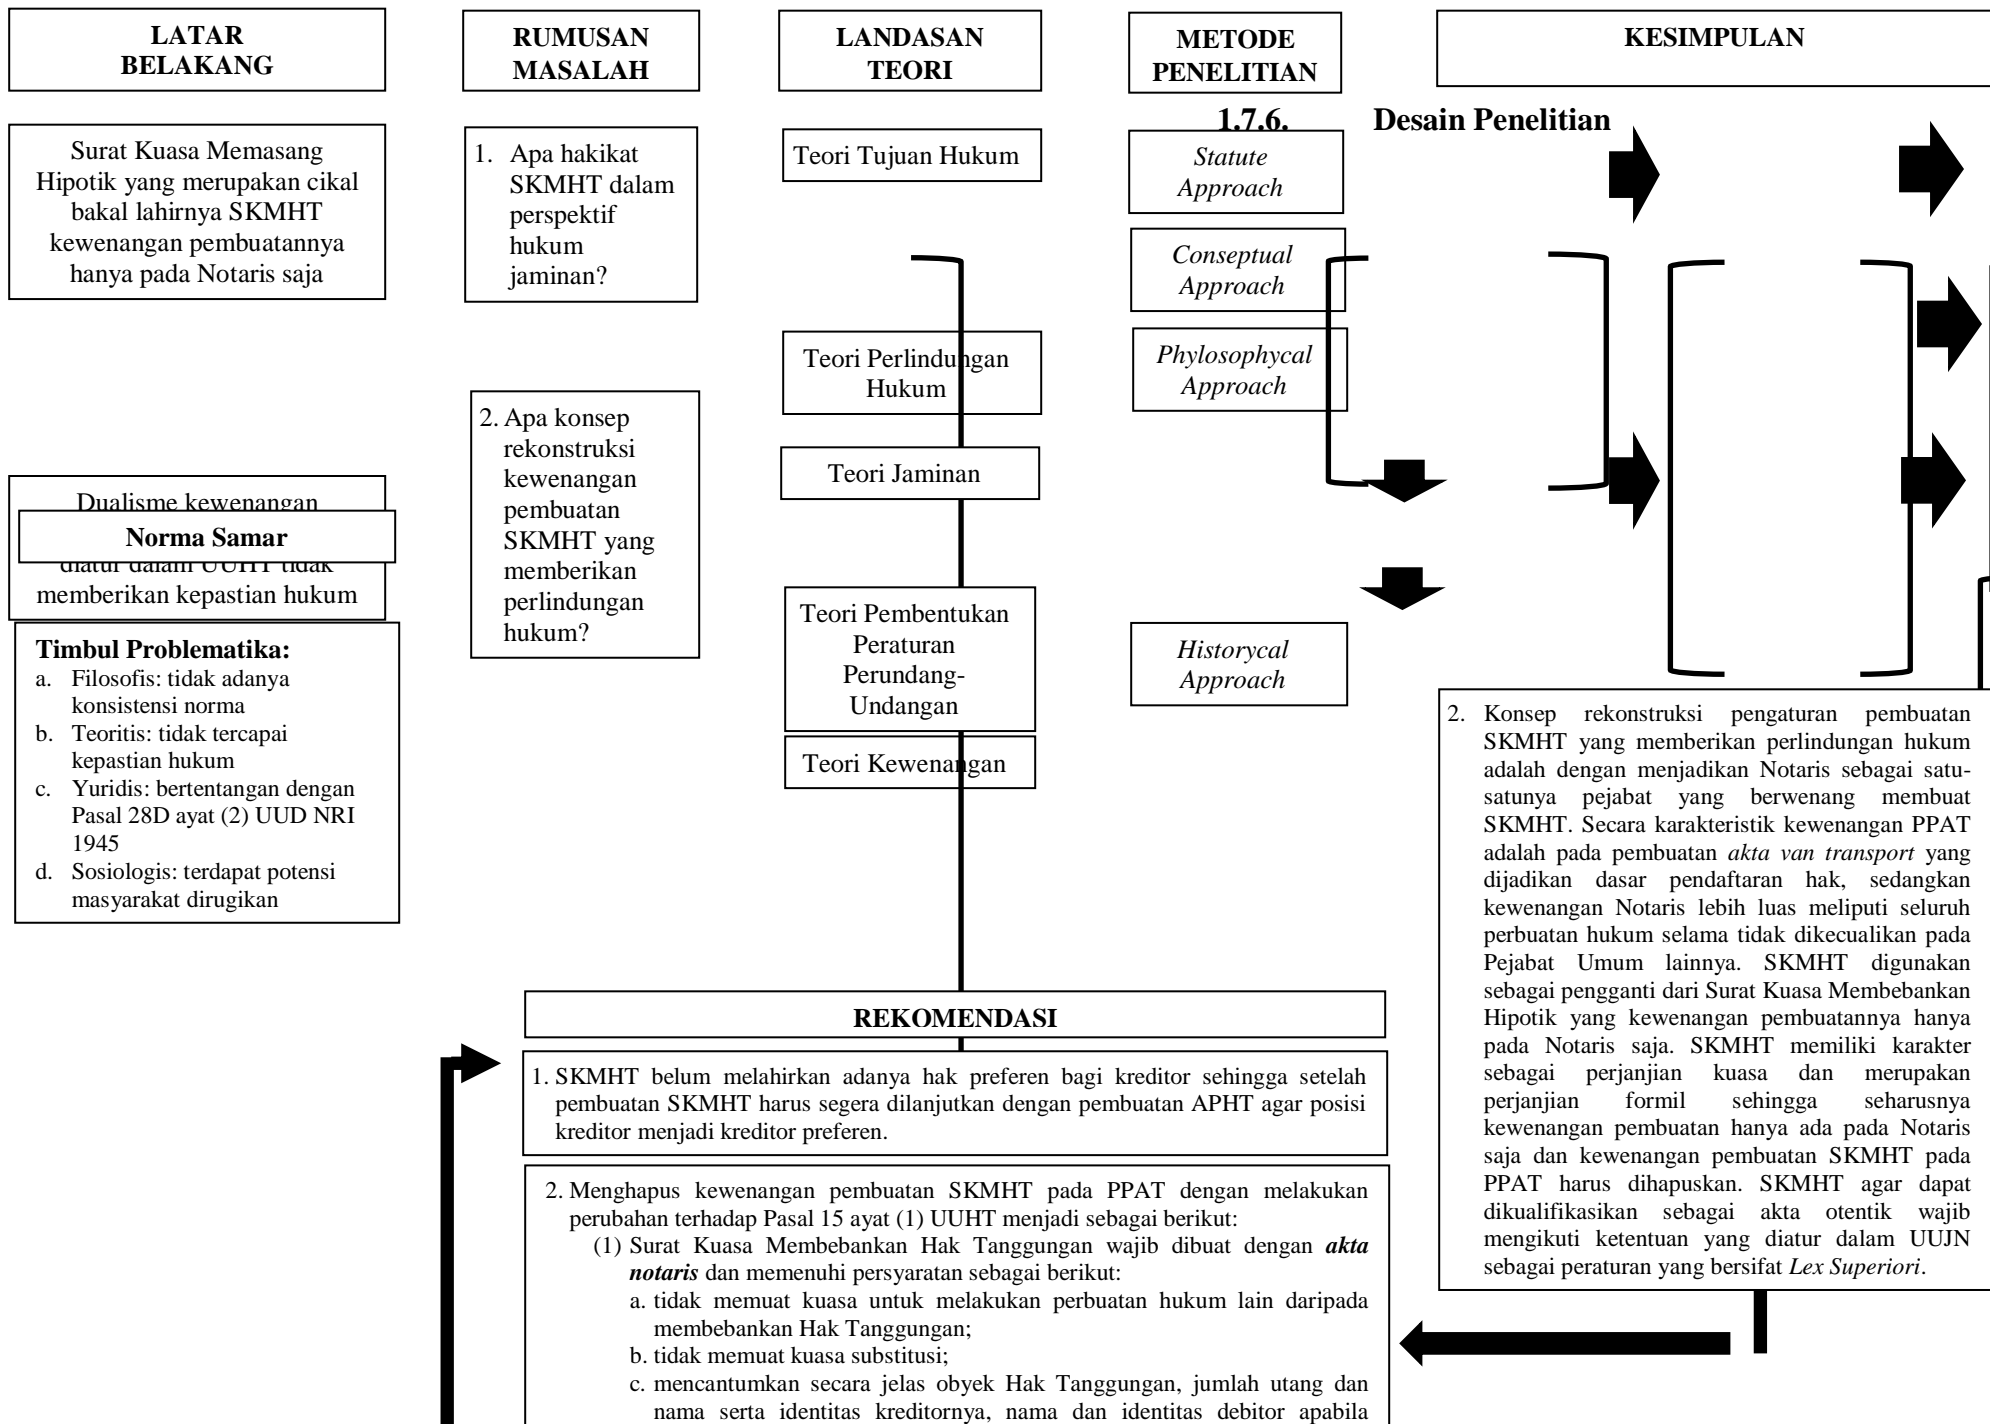 LATAR
BELAKANG
RUMUSAN
MASALAH
LANDASAN
TEORI
METODE
PENELITIAN
KESIMPULAN
1.7.6. Desain Penelitian
Surat Kuasa Memasang
Hipotik yang merupakan cikal
bakal lahirnya SKMHT
kewenangan pembuatannya
hanya pada Notaris saja
Dualisme kewenangan
Norma Samar
diatur dalam UUHT tidak
memberikan kepastian hukum
Timbul Problematika:
a. Filosofis: tidak adanya
konsistensi norma
b. Teoritis: tidak tercapai
kepastian hukum
c. Yuridis: bertentangan dengan
Pasal 28D ayat (2) UUD NRI
1945
d. Sosiologis: terdapat potensi
masyarakat dirugikan
1. Apa hakikat
SKMHT dalam
perspektif
hukum
jaminan?
2. Apa konsep
rekonstruksi
kewenangan
pembuatan
SKMHT yang
memberikan
perlindungan
hukum?
Teori Tujuan Hukum
Teori Perlindungan
Hukum
Teori Jaminan
Teori Pembentukan
Peraturan
Perundang-
Undangan
Teori Kewenangan
Statute
Approach
Conseptual
Approach
Phylosophycal
Approach
Historycal
Approach
2. Konsep rekonstruksi pengaturan pembuatan
SKMHT yang memberikan perlindungan hukum
adalah dengan menjadikan Notaris sebagai satu-
satunya pejabat yang berwenang membuat
SKMHT. Secara karakteristik kewenangan PPAT
adalah pada pembuatan akta van transport yang
dijadikan dasar pendaftaran hak, sedangkan
kewenangan Notaris lebih luas meliputi seluruh
perbuatan hukum selama tidak dikecualikan pada
Pejabat Umum lainnya. SKMHT digunakan
sebagai pengganti dari Surat Kuasa Membebankan
Hipotik yang kewenangan pembuatannya hanya
pada Notaris saja. SKMHT memiliki karakter
sebagai perjanjian kuasa dan merupakan
perjanjian formil sehingga seharusnya
kewenangan pembuatan hanya ada pada Notaris
saja dan kewenangan pembuatan SKMHT pada
PPAT harus dihapuskan. SKMHT agar dapat
dikualifikasikan sebagai akta otentik wajib
mengikuti ketentuan yang diatur dalam UUJN
sebagai peraturan yang bersifat Lex Superiori.
REKOMENDASI
1. SKMHT belum melahirkan adanya hak preferen bagi kreditor sehingga setelah
pembuatan SKMHT harus segera dilanjutkan dengan pembuatan APHT agar posisi
kreditor menjadi kreditor preferen.
2. Menghapus kewenangan pembuatan SKMHT pada PPAT dengan melakukan
perubahan terhadap Pasal 15 ayat (1) UUHT menjadi sebagai berikut:
(1) Surat Kuasa Membebankan Hak Tanggungan wajib dibuat dengan akta
notaris dan memenuhi persyaratan sebagai berikut:
a. tidak memuat kuasa untuk melakukan perbuatan hukum lain daripada
membebankan Hak Tanggungan;
b. tidak memuat kuasa substitusi;
c. mencantumkan secara jelas obyek Hak Tanggungan, jumlah utang dan
nama serta identitas kreditornya, nama dan identitas debitor apabila